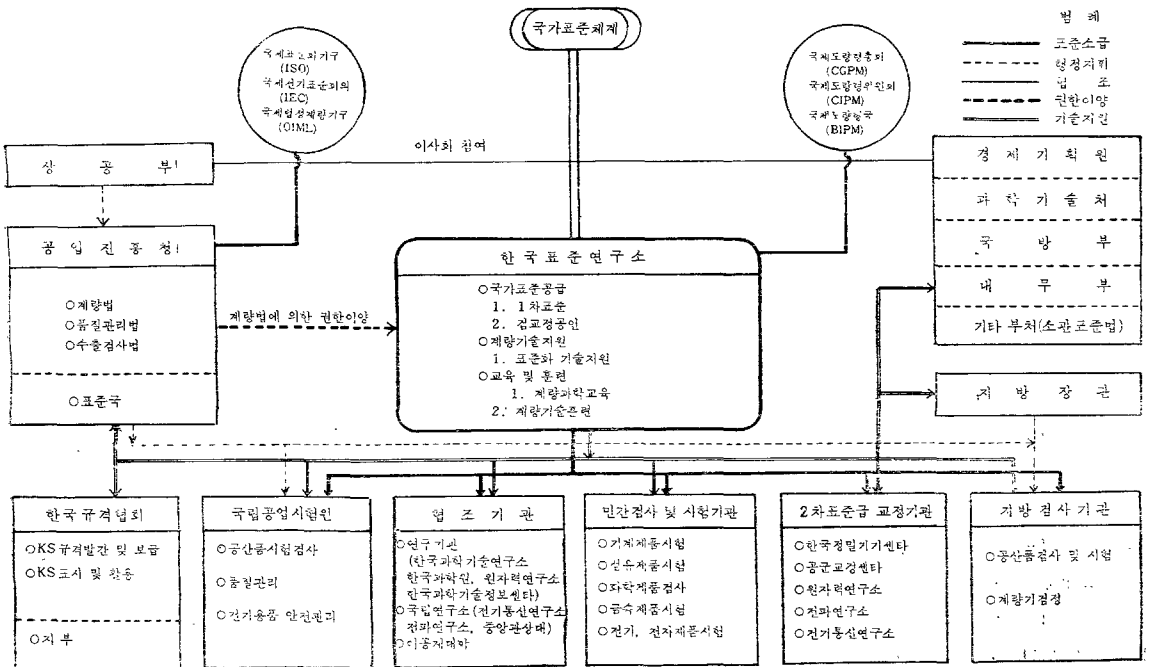 국가표준체계
범 례
표준소급
행정지휘
협 조
권한이양
기술지원
국제표준화기구
(ISO)
국제전기표준회의
(IEC)
국제법정계량기구
(OIML)
국제도량형총회
(CGPM)
국제도량형위원회
(CIPM)
국제도량형국
(BIPM)
상 공 부
이사회 참여
경 제 기 획 원
과 학 기 술 처
국 방 부
내 무 부
기타 부처(소관표준법)
공 업 진 흥 청
○계량법
○품질관리법
○수출검사법
○표준국
계량법에 의한 권한이양
한 국 표 준 연 구 소
○국가표준공급
1. 1차표준
2. 검교정공인
○계량기술지원
1. 표준화 기술지원
○교육 및 훈련
1. 계량과학교육
2. 계량기술훈련
지 방 장 관
한국규격협회
○KS규격발간 및 보급
○KS표시 및 활용
○지부
국립공업시험원
○공산품시험검사
○품질관리
○전기용품 안전관리
협 조 기 관
○연구기관
(한국과학기술연구소
한국과학원, 원자력연구소
한국과학기술정보센타)
○국립연구소(전기통신연구소
전파연구소, 중앙관상대)
○이공계대학
민간검사 및 시험기관
○기계제품시험
○섬유제품시험
○화학제품검사
○금속제품시험
○전기, 전자제품시험
2차표준급 교정기관
○한국정밀기기센타
○공군교정센타
○원자력연구소
○전파연구소
○전기통신연구소
지방 검사기관
○공산품검사 및 시험
○계량기검정